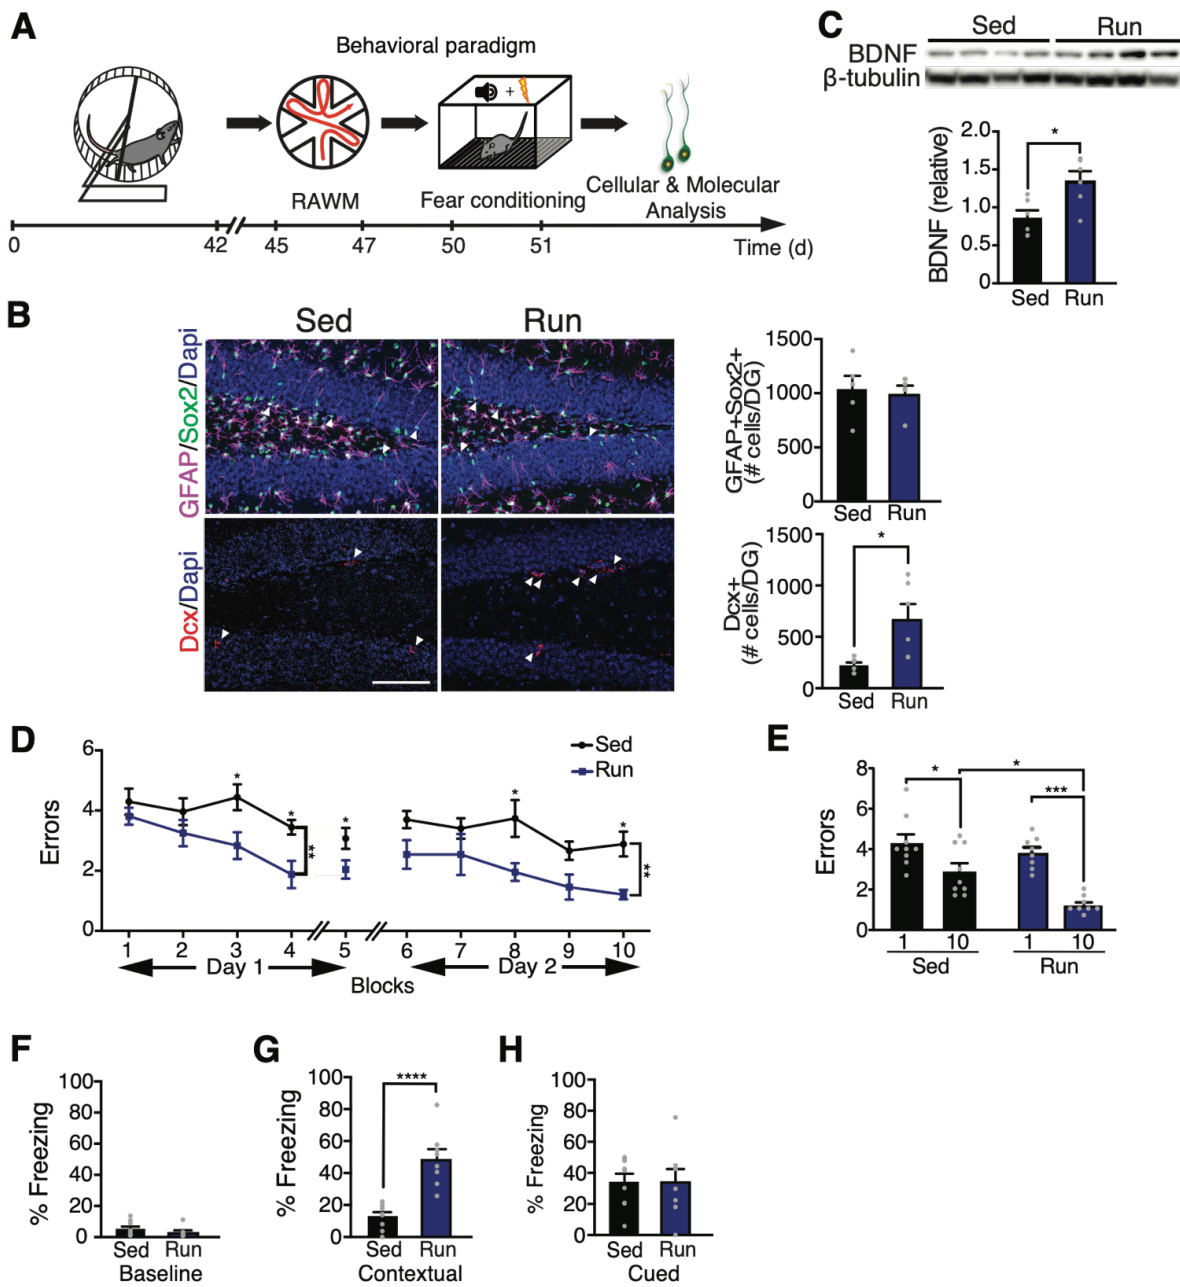 A
Behavioral paradigm
+
RAWM
Fear conditioning
Cellular & Molecular
Analysis
0
42
45
47
50
51
Time (d)
C
Sed
Run
BDNF
β-tubulin
BDNF (relative)
2.0
1.5
1.0
0.5
0
*
Sed
Run
B
Sed
Run
GFAP/Sox2/Dapi
Dcx/Dapi
GFAP+Sox2+
(# cells/DG)
1500
1000
500
0
Sed
Run
Dcx+
(# cells/DG)
1500
1000
500
0
*
Sed
Run
D
Errors
6
4
2
0
Sed
Run
*
*
**
*
*
*
**
1 2 3 4 5 6 7 8 9 10
Day 1
Day 2
Blocks
E
Errors
8
6
4
2
0
*
*
***
1 10 1 10
Sed
Run
F
% Freezing
100
80
60
40
20
0
Sed
Run
Baseline
G
% Freezing
100
80
60
40
20
0
****
Sed
Run
Contextual
H
% Freezing
100
80
60
40
20
0
Sed
Run
Cued